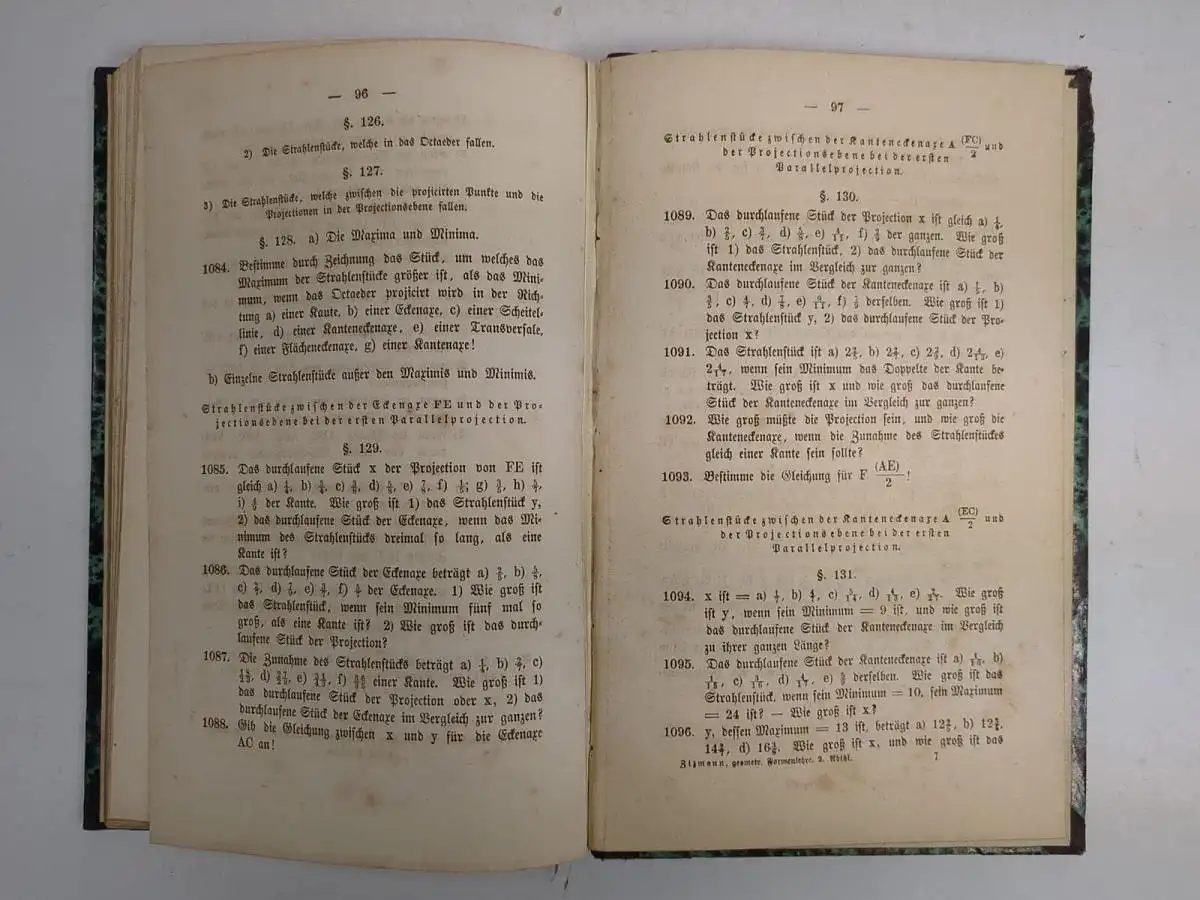 — 96 —
§. 126.
2) Die Strahlenstücke, welche in das Octaeder fallen.
§. 127.
3) Die Strahlenstücke, welche zwischen die projicirten Punkte und die
Projectionen in der Projectionsebene fallen.
§. 128. a) Die Maxima und Minima.
1084. Bestimme durch Zeichnung das Stück, um welches das
Maximum der Strahlenstücke größer ist, als das Mini-
mum, wenn das Octaeder projicirt wird in der Rich-
tung a) einer Kante, b) einer Eckenaxe, c) einer Scheitel-
linie, d) einer Kanteneckenaxe, e) einer Transversale,
f) einer Flächeneckenaxe, g) einer Kantenaxe!
b) Einzelne Strahlenstücke außer den Maximis und Minimis.
Strahlenstücke zwischen der Eckenaxe FE und der Pro-
jectionsebene bei der ersten Parallelprojection.
§. 129.
1085. Das durchlaufene Stück x der Projection von FE ist
gleich a) b) c) d) e) f) g) h)
i) der Kante. Wie groß ist 1) das Strahlenstück y,
2) das durchlaufene Stück der Eckenaxe, wenn das Mi-
nimum des Strahlenstücks dreimal so lang, als eine
Kante ist?
1086. Das durchlaufene Stück der Eckenaxe beträgt a) b)
c) d) e) f) der Eckenaxe. 1) Wie groß ist
das Strahlenstück, wenn sein Minimum fünf mal so
groß, als eine Kante ist? 2) Wie groß ist das durch-
laufene Stück der Projection?
1087. Die Zunahme des Strahlenstücks beträgt a) b) c)
d) e) f) einer Kante. Wie groß ist 1)
das durchlaufene Stück der Projection oder x, 2) das
durchlaufene Stück der Eckenaxe im Vergleich zur ganzen?
1088. Gib die Gleichung zwischen x und y für die Eckenaxe
AC an!
— 97 —
Strahlenstücke zwischen der Kanteneckenaxe A (FC)/2 und
der Projectionsebene bei der ersten
Parallelprojection.
§. 130.
1089. Das durchlaufene Stück der Projection x ist gleich a)
b) c) d) e) f) der ganzen. Wie groß
ist 1) das Strahlenstück, 2) das durchlaufene Stück der
Kanteneckenaxe im Vergleich zur ganzen?
1090. Das durchlaufene Stück der Kanteneckenaxe ist a) b)
c) d) e) f) derselben. Wie groß ist 1)
das Strahlenstück y, 2) das durchlaufene Stück der Pro-
jection x?
1091. Das Strahlenstück ist a) b) c) d) e)
wenn sein Minimum das Doppelte der Kante be-
trägt. Wie groß ist x und wie groß das durchlaufene
Stück der Kanteneckenaxe im Vergleich zur ganzen?
1092. Wie groß müßte die Projection sein, und wie groß die
Kanteneckenaxe, wenn die Zunahme des Strahlenstückes
gleich einer Kante sein sollte?
1093. Bestimme die Gleichung für F (AE)/2!
Strahlenstücke zwischen der Kanteneckenaxe A (EC)/2 und
der Projectionsebene bei der ersten
Parallelprojection.
§. 131.
1094. x ist = a) b) c) d) e) Wie groß
ist y, wenn sein Minimum = 9 ist, und wie groß ist
das durchlaufene Stück der Kanteneckenaxe im Vergleich
zu ihrer ganzen Länge?
1095. Das durchlaufene Stück der Kanteneckenaxe ist a) b)
c) d) e) derselben. Wie groß ist das
Strahlenstück, wenn sein Minimum = 10, sein Maximum
= 24 ist? — Wie groß ist x?
1096. y, dessen Maximum = 13 ist, beträgt a) b)
d) Wie groß ist x, und wie groß ist das
Zizmann, geometr. Formenlehre. 2. Abthl. 7